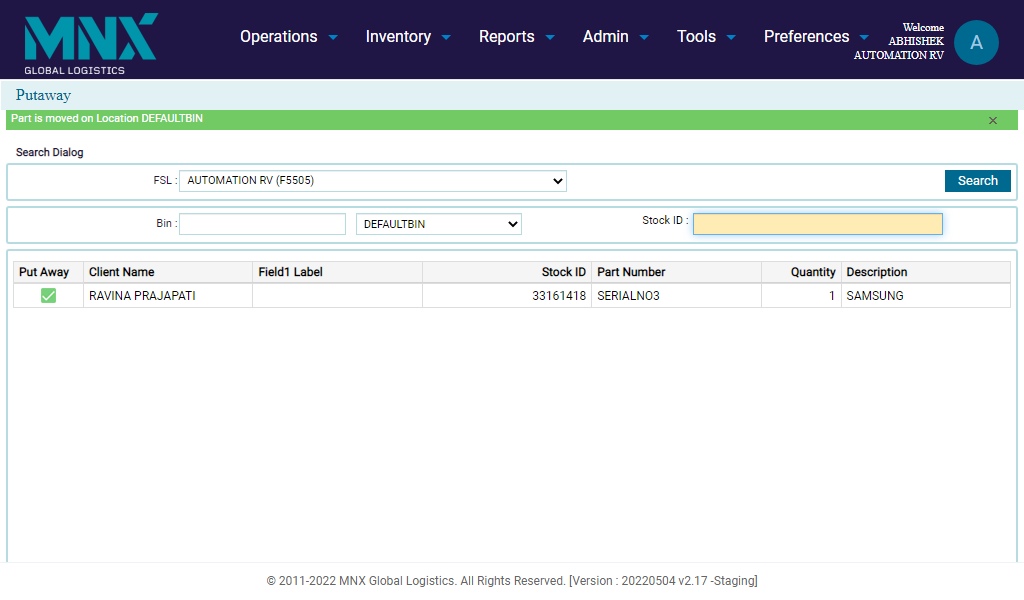 MNX
GLOBAL LOGISTICS
Operations Inventory Reports Admin Tools Preferences
Welcome
ABHISHEK
AUTOMATION RV
A
Putaway
Part is moved on Location DEFAULTBIN
Search Dialog
FSL : AUTOMATION RV (F5505) Search
Bin : DEFAULTBIN Stock ID :
Put Away Client Name Field1 Label Stock ID Part Number Quantity Description
RAVINA PRAJAPATI 33161418 SERIALNO3 1 SAMSUNG
© 2011-2022 MNX Global Logistics. All Rights Reserved. [Version : 20220504 v2.17 -Staging]